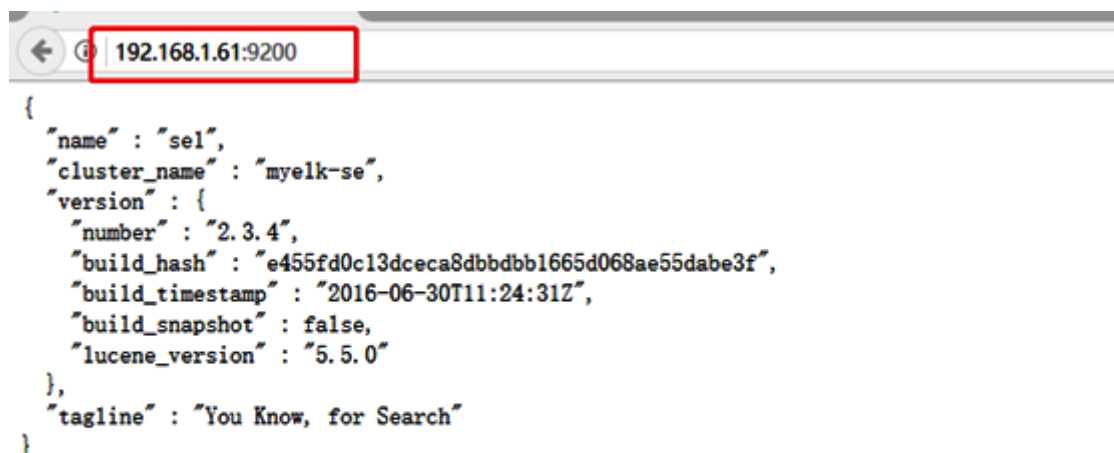 192.168.1.61:9200
{
"name" : "se1",
"cluster_name" : "myelk-se",
"version" : {
"number" : "2.3.4",
"build_hash" : "e455fd0c13dceca8dbbdbb1665d068ae55dabe3f",
"build_timestamp" : "2016-06-30T11:24:31Z",
"build_snapshot" : false,
"lucene_version" : "5.5.0"
},
"tagline" : "You Know, for Search"
}